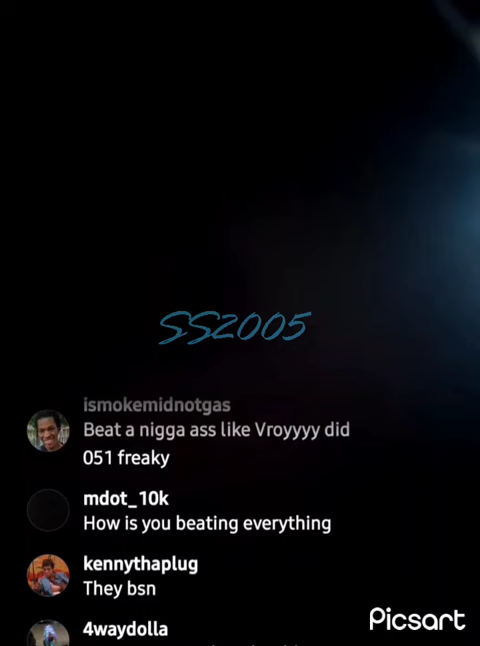 SS2005
ismokemidnotgas
Beat a nigga ass like Vroyyyy did
051 freaky
mdot_10k
How is you beating everything
kennythaplug
They bsn
4waydolla
Picsart